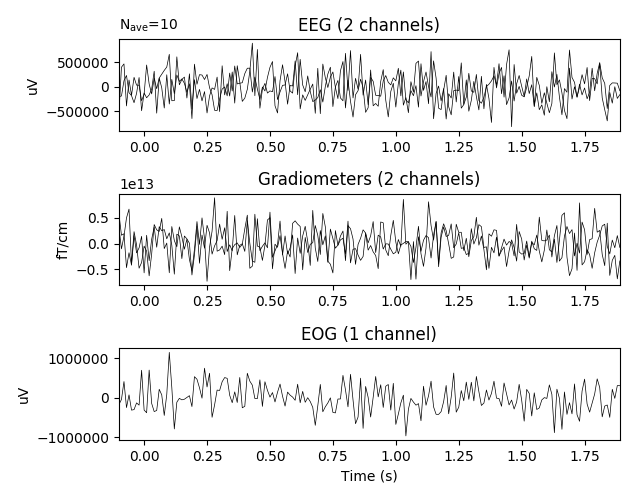 N_ave=10
EEG (2 channels)
500000
0
−500000
uV
0.00 0.25 0.50 0.75 1.00 1.25 1.50 1.75
1e13
Gradiometers (2 channels)
0.5
0.0
−0.5
fT/cm
0.00 0.25 0.50 0.75 1.00 1.25 1.50 1.75
EOG (1 channel)
1000000
0
−1000000
uV
0.00 0.25 0.50 0.75 1.00 1.25 1.50 1.75
Time (s)